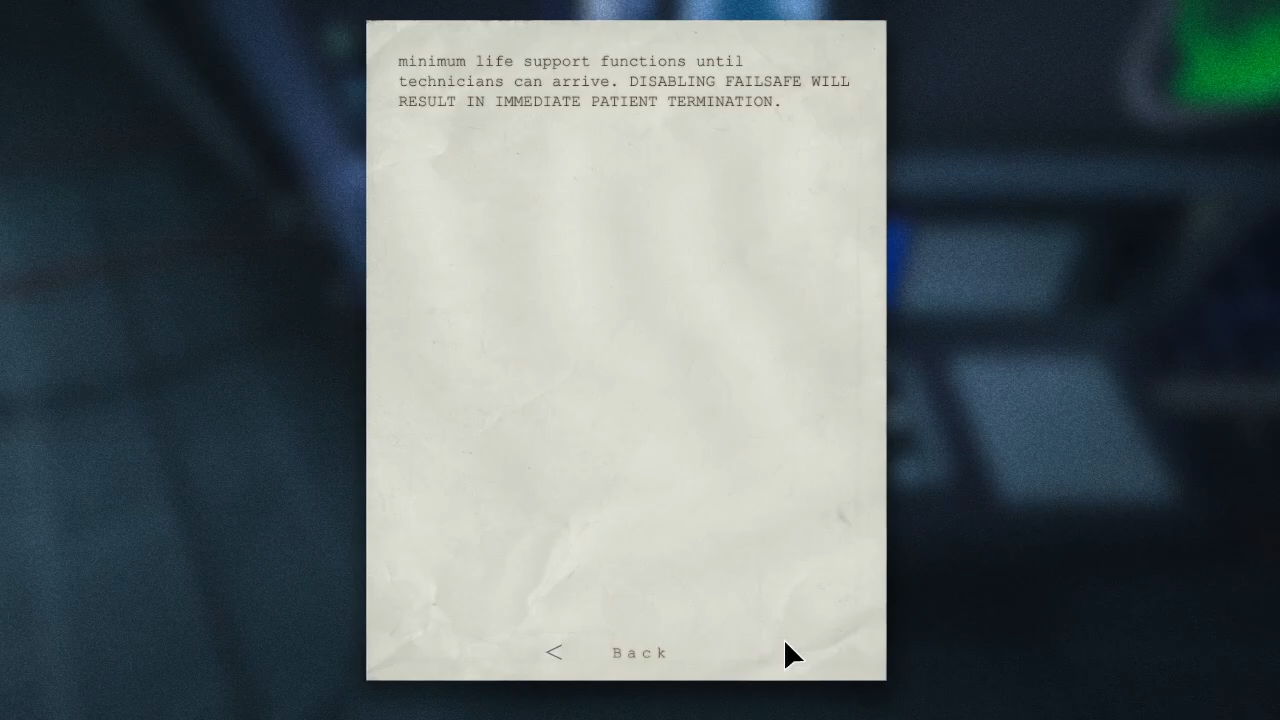 minimum life support functions until
technicians can arrive. DISABLING FAILSAFE WILL
RESULT IN IMMEDIATE PATIENT TERMINATION.
< Back